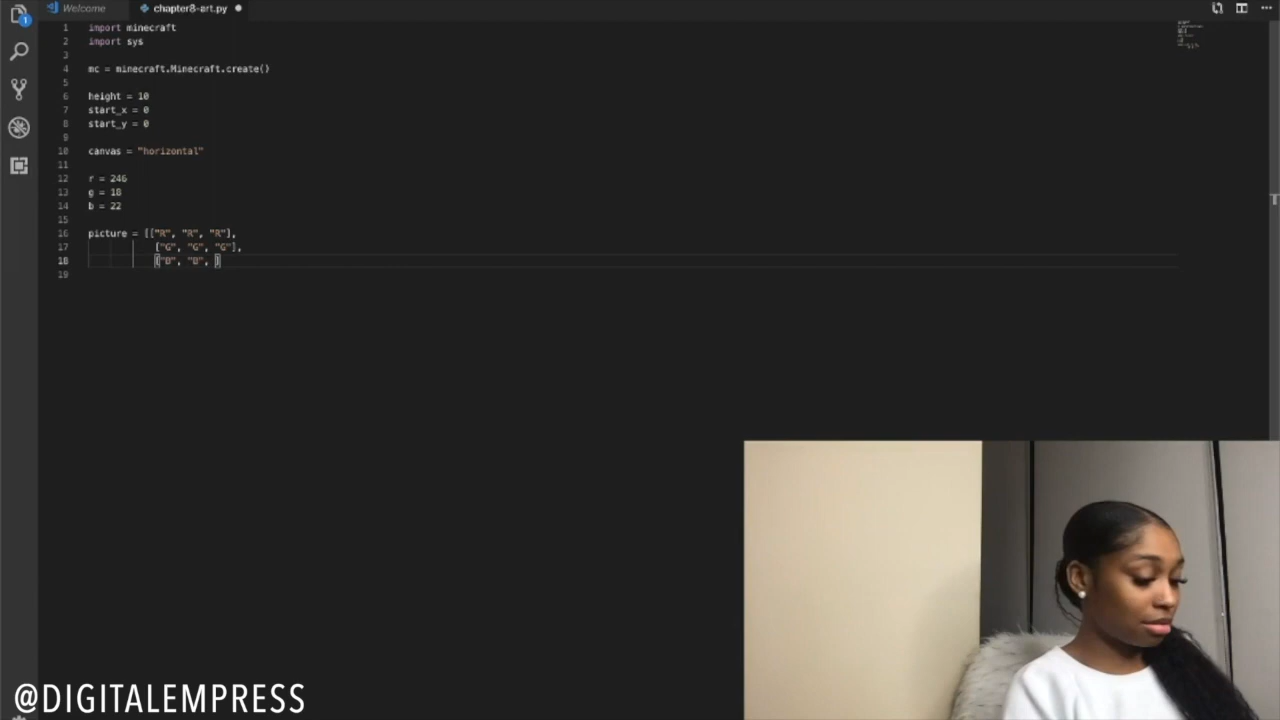 Welcome
chapter8-art.py
1
1 import minecraft
2 import sys
3
4 mc = minecraft.Minecraft.create()
5
6 height = 10
7 start_x = 0
8 start_y = 0
9
10 canvas = "horizontal"
11
12 r = 246
13 g = 18
14 b = 22
15
16 picture = [["R", "R", "R"],
17 ["G", "G", "G"],
18 ["B", "B", ]
19
@DIGITALEMPRESS